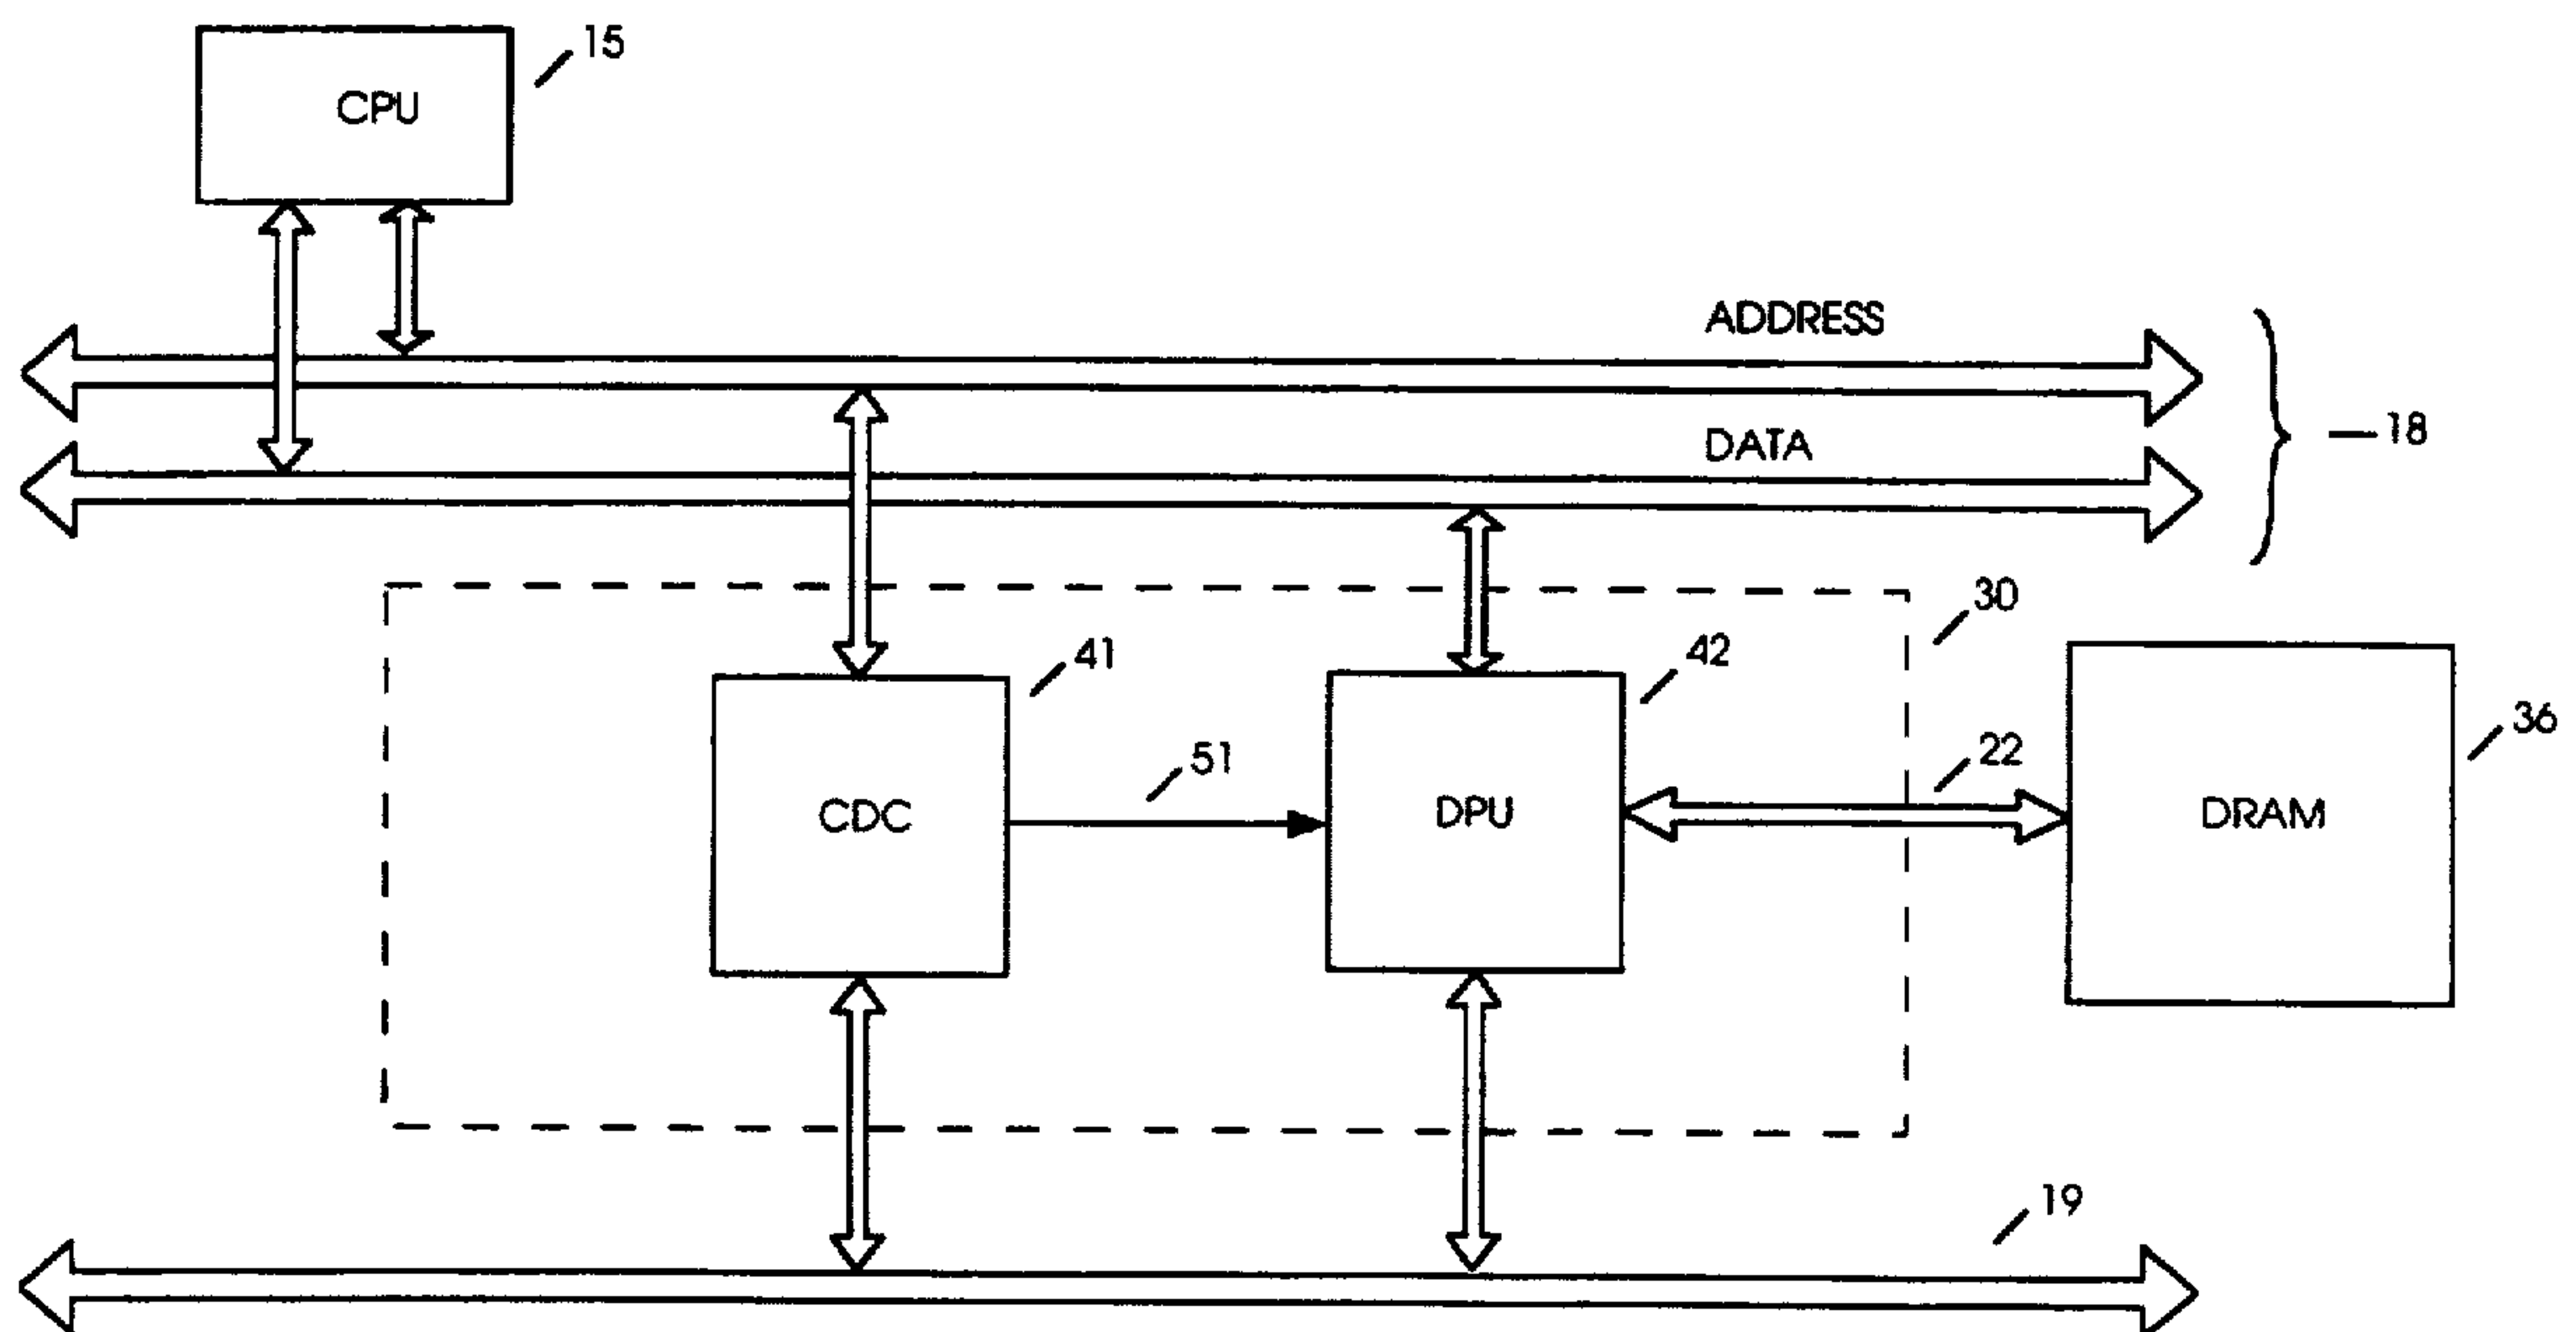 15
CPU
ADDRESS
DATA
18
30
41
42
36
51
22
CDC
DPU
DRAM
19